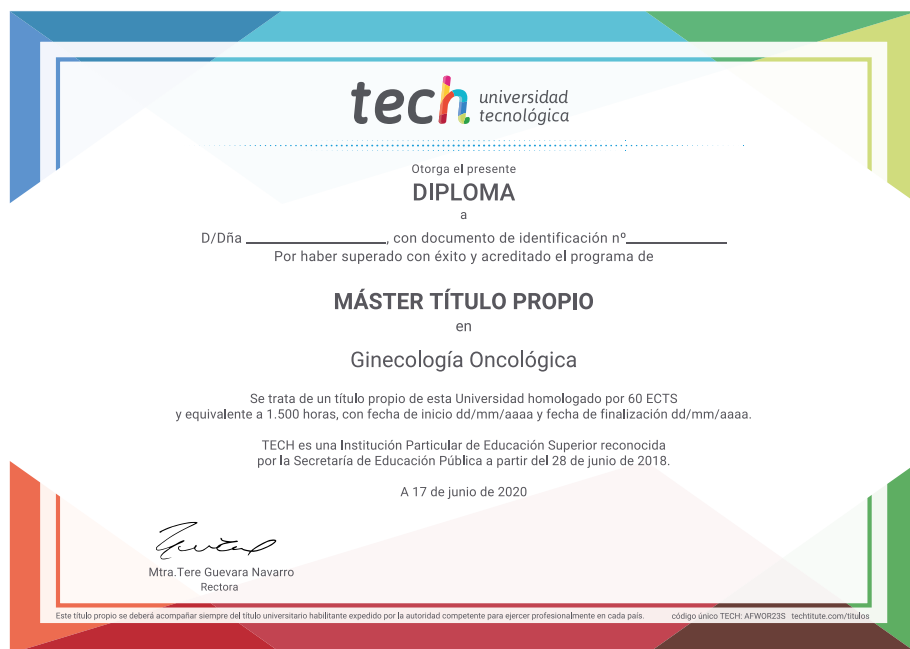 tech universidad
tecnológica
Otorga el presente
DIPLOMA
a
D/Dña ____________________, con documento de identificación nº______________
Por haber superado con éxito y acreditado el programa de
MÁSTER TÍTULO PROPIO
en
Ginecología Oncológica
Se trata de un título propio de esta Universidad homologado por 60 ECTS
y equivalente a 1.500 horas, con fecha de inicio dd/mm/aaaa y fecha de finalización dd/mm/aaaa.
TECH es una Institución Particular de Educación Superior reconocida
por la Secretaría de Educación Pública a partir del 28 de junio de 2018.
A 17 de junio de 2020
Mtra.Tere Guevara Navarro
Rectora
Este título propio se deberá acompañar siempre del título universitario habilitante expedido por la autoridad competente para ejercer profesionalmente en cada país. código único TECH: AFWOR23S techtitute.com/titulos